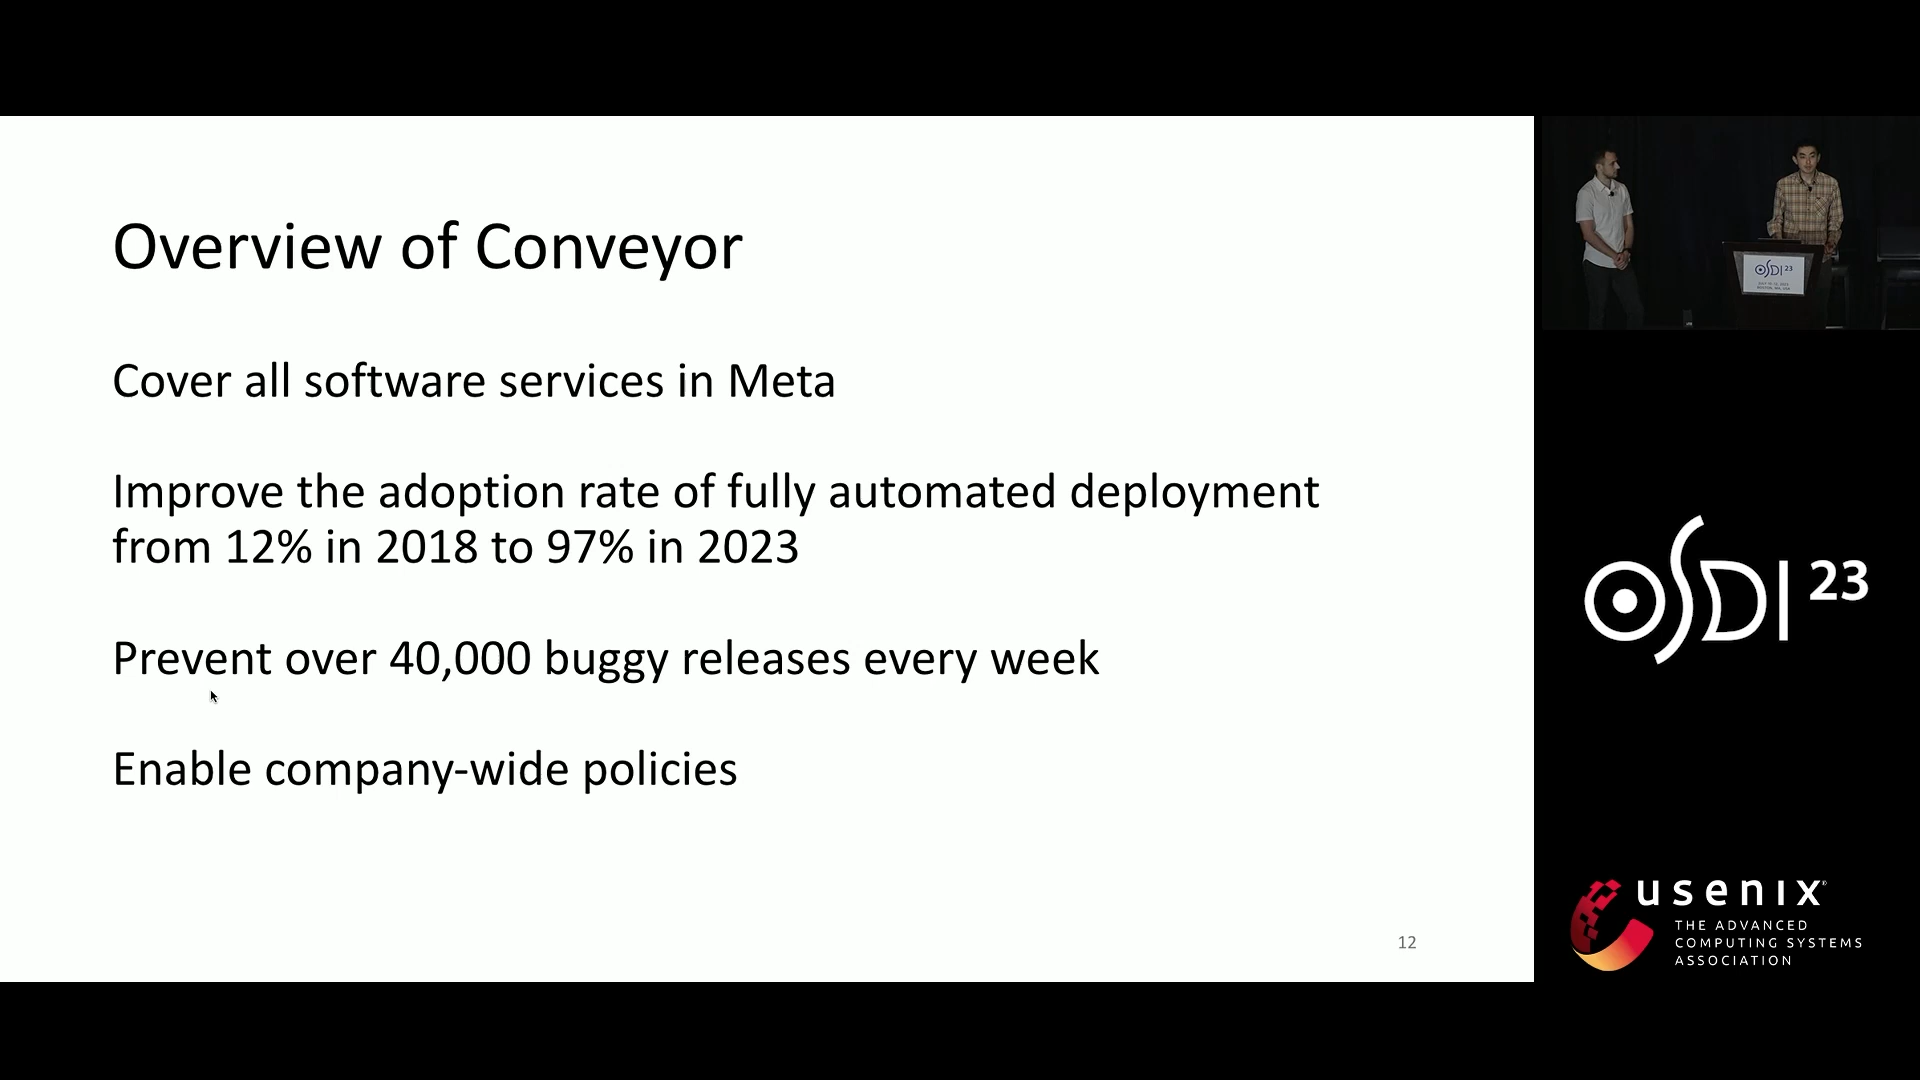 Overview of Conveyor
Cover all software services in Meta
Improve the adoption rate of fully automated deployment
from 12% in 2018 to 97% in 2023
Prevent over 40,000 buggy releases every week
Enable company-wide policies
12
OSDI 23
OSDI 23
usenix
THE ADVANCED
COMPUTING SYSTEMS
ASSOCIATION